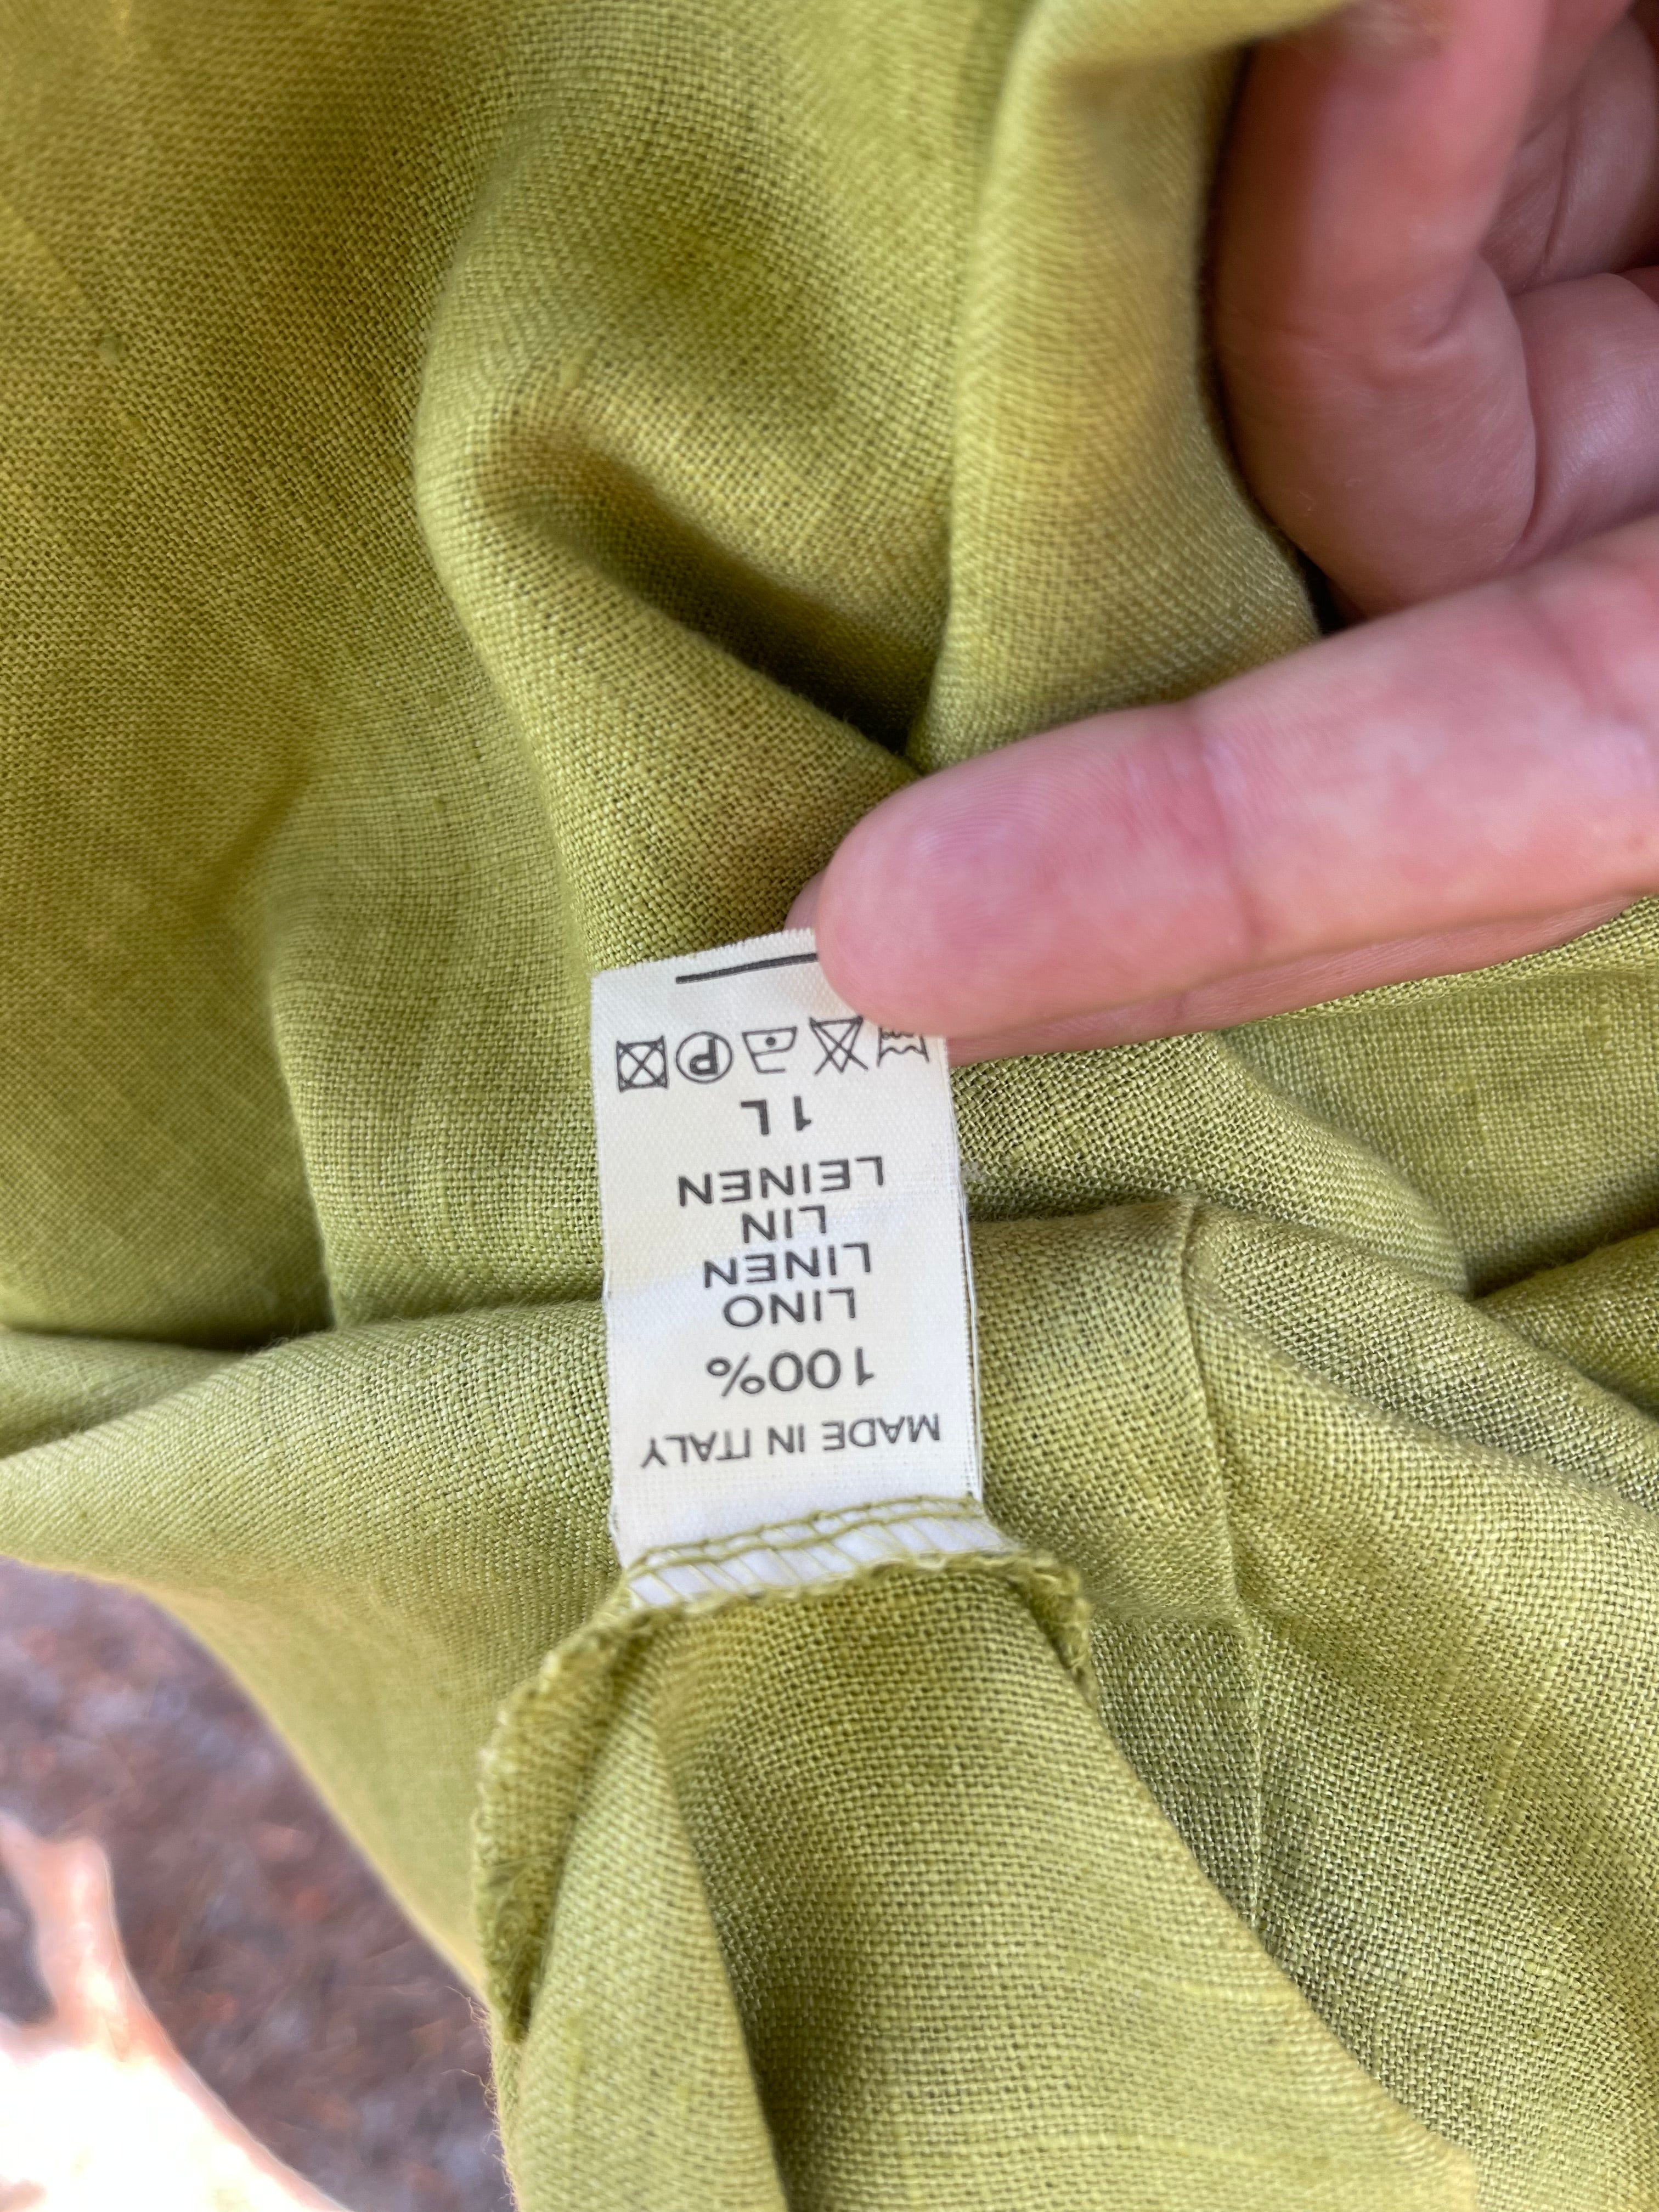 MADE IN ITALY
100%
LINO
LINEN
LIN
LEINEN
1L
P